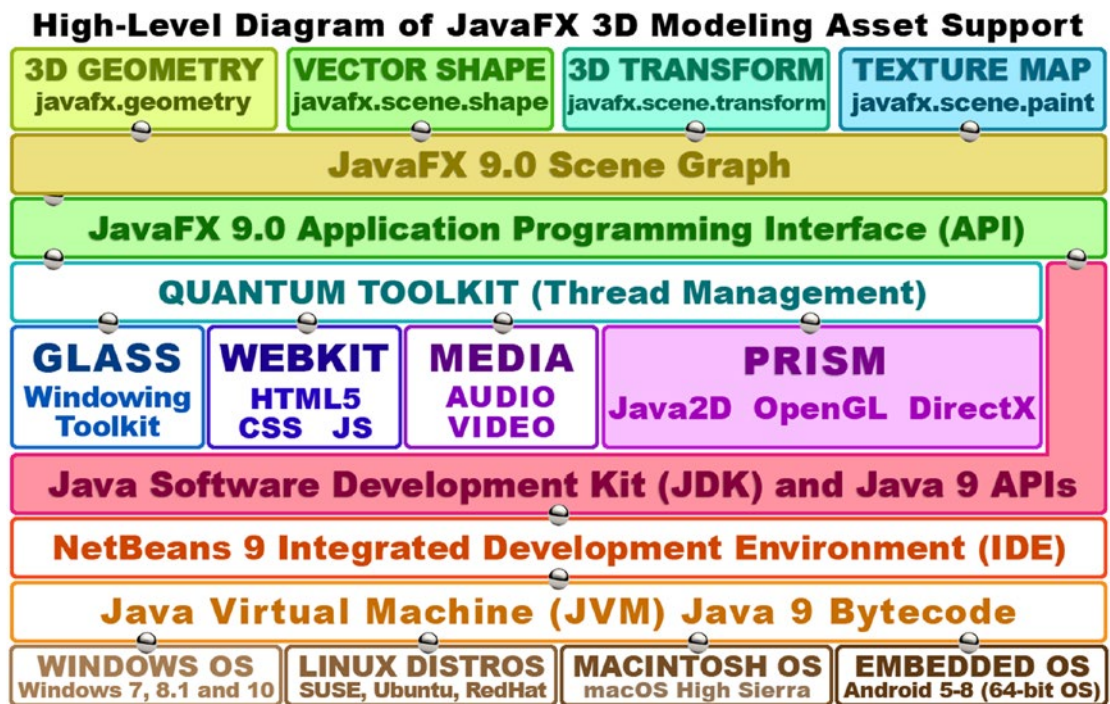 High-Level Diagram of JavaFX 3D Modeling Asset Support
3D GEOMETRY
javafx.geometry
VECTOR SHAPE
javafx.scene.shape
3D TRANSFORM
javafx.scene.transform
TEXTURE MAP
javafx.scene.paint
JavaFX 9.0 Scene Graph
JavaFX 9.0 Application Programming Interface (API)
QUANTUM TOOLKIT (Thread Management)
GLASS
Windowing
Toolkit
WEBKIT
HTML5
CSS JS
MEDIA
AUDIO
VIDEO
PRISM
Java2D OpenGL DirectX
Java Software Development Kit (JDK) and Java 9 APIs
NetBeans 9 Integrated Development Environment (IDE)
Java Virtual Machine (JVM) Java 9 Bytecode
WINDOWS OS
Windows 7, 8.1 and 10
LINUX DISTROS
SUSE, Ubuntu, RedHat
MACINTOSH OS
macOS High Sierra
EMBEDDED OS
Android 5-8 (64-bit OS)